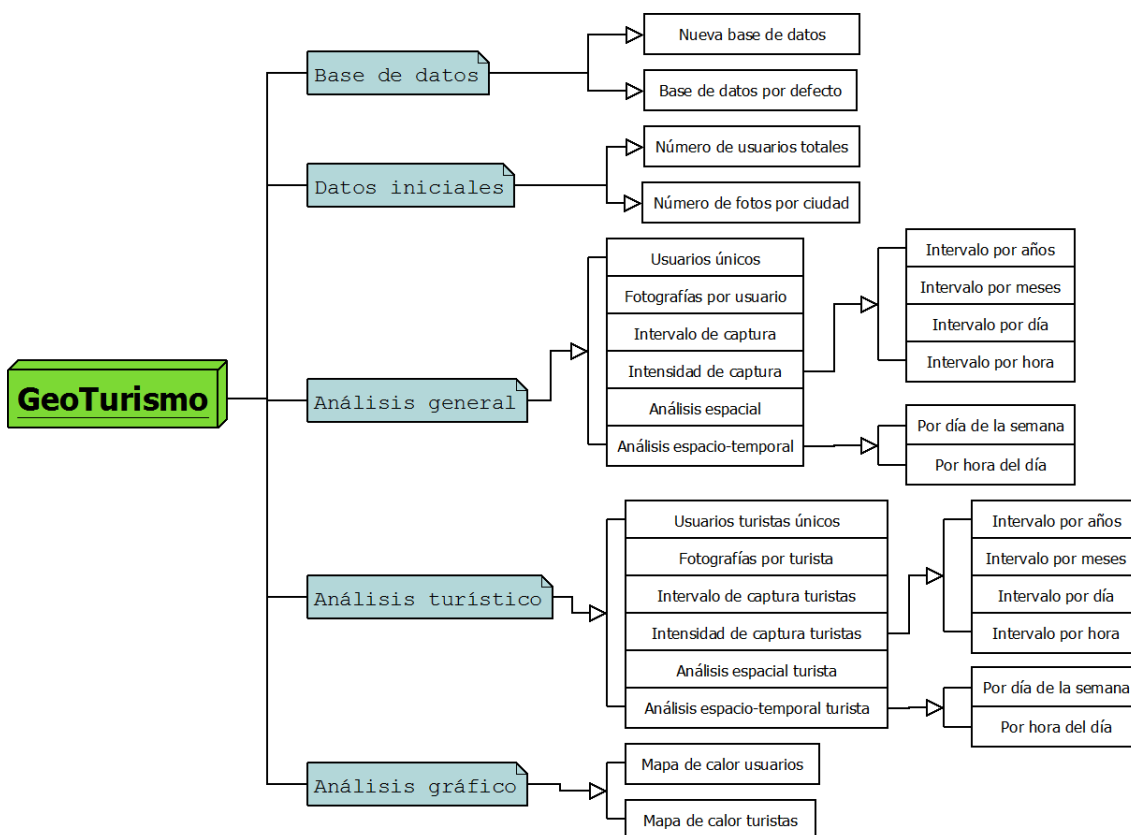 GeoTurismo
Base de datos
Nueva base de datos
Base de datos por defecto
Datos iniciales
Número de usuarios totales
Número de fotos por ciudad
Análisis general
Usuarios únicos
Fotografías por usuario
Intervalo de captura
Intensidad de captura
Análisis espacial
Análisis espacio-temporal
Intervalo por años
Intervalo por meses
Intervalo por día
Intervalo por hora
Por día de la semana
Por hora del día
Análisis turístico
Usuarios turistas únicos
Fotografías por turista
Intervalo de captura turistas
Intensidad de captura turistas
Análisis espacial turista
Análisis espacio-temporal turista
Intervalo por años
Intervalo por meses
Intervalo por día
Intervalo por hora
Por día de la semana
Por hora del día
Análisis gráfico
Mapa de calor usuarios
Mapa de calor turistas